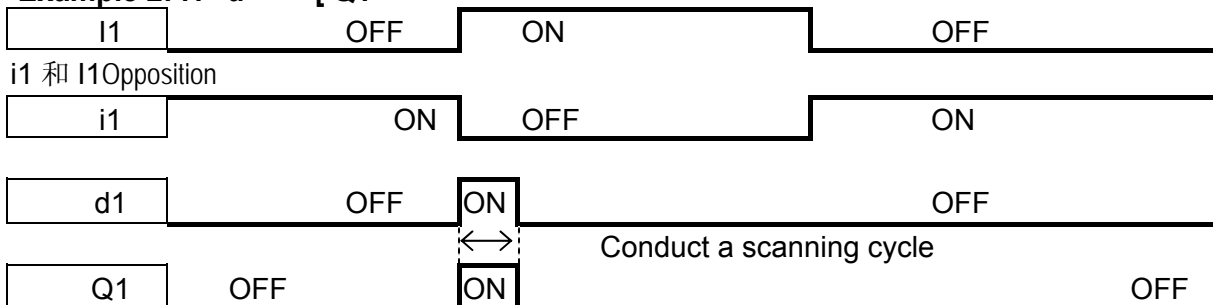 I1 OFF ON OFF
i1 和 I1Opposition
i1 ON OFF ON
d1 OFF ON OFF
Conduct a scanning cycle
Q1 OFF ON OFF